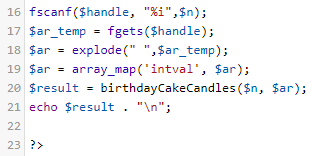 16 fscanf($handle, "%i",$n);
17 $ar_temp = fgets($handle);
18 $ar = explode(" ",$ar_temp);
19 $ar = array_map('intval', $ar);
20 $result = birthdayCakeCandles($n, $ar);
21 echo $result . "\n";
22
23 ?>